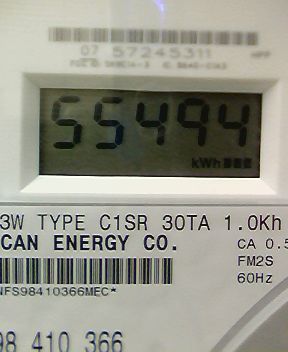 07 57245311
55494
kWh
3W TYPE C1SR 30TA 1.0Kh
CAN ENERGY CO.
CA 0.5
FM2S
60Hz
NFS98410366MEC*
98 410 366